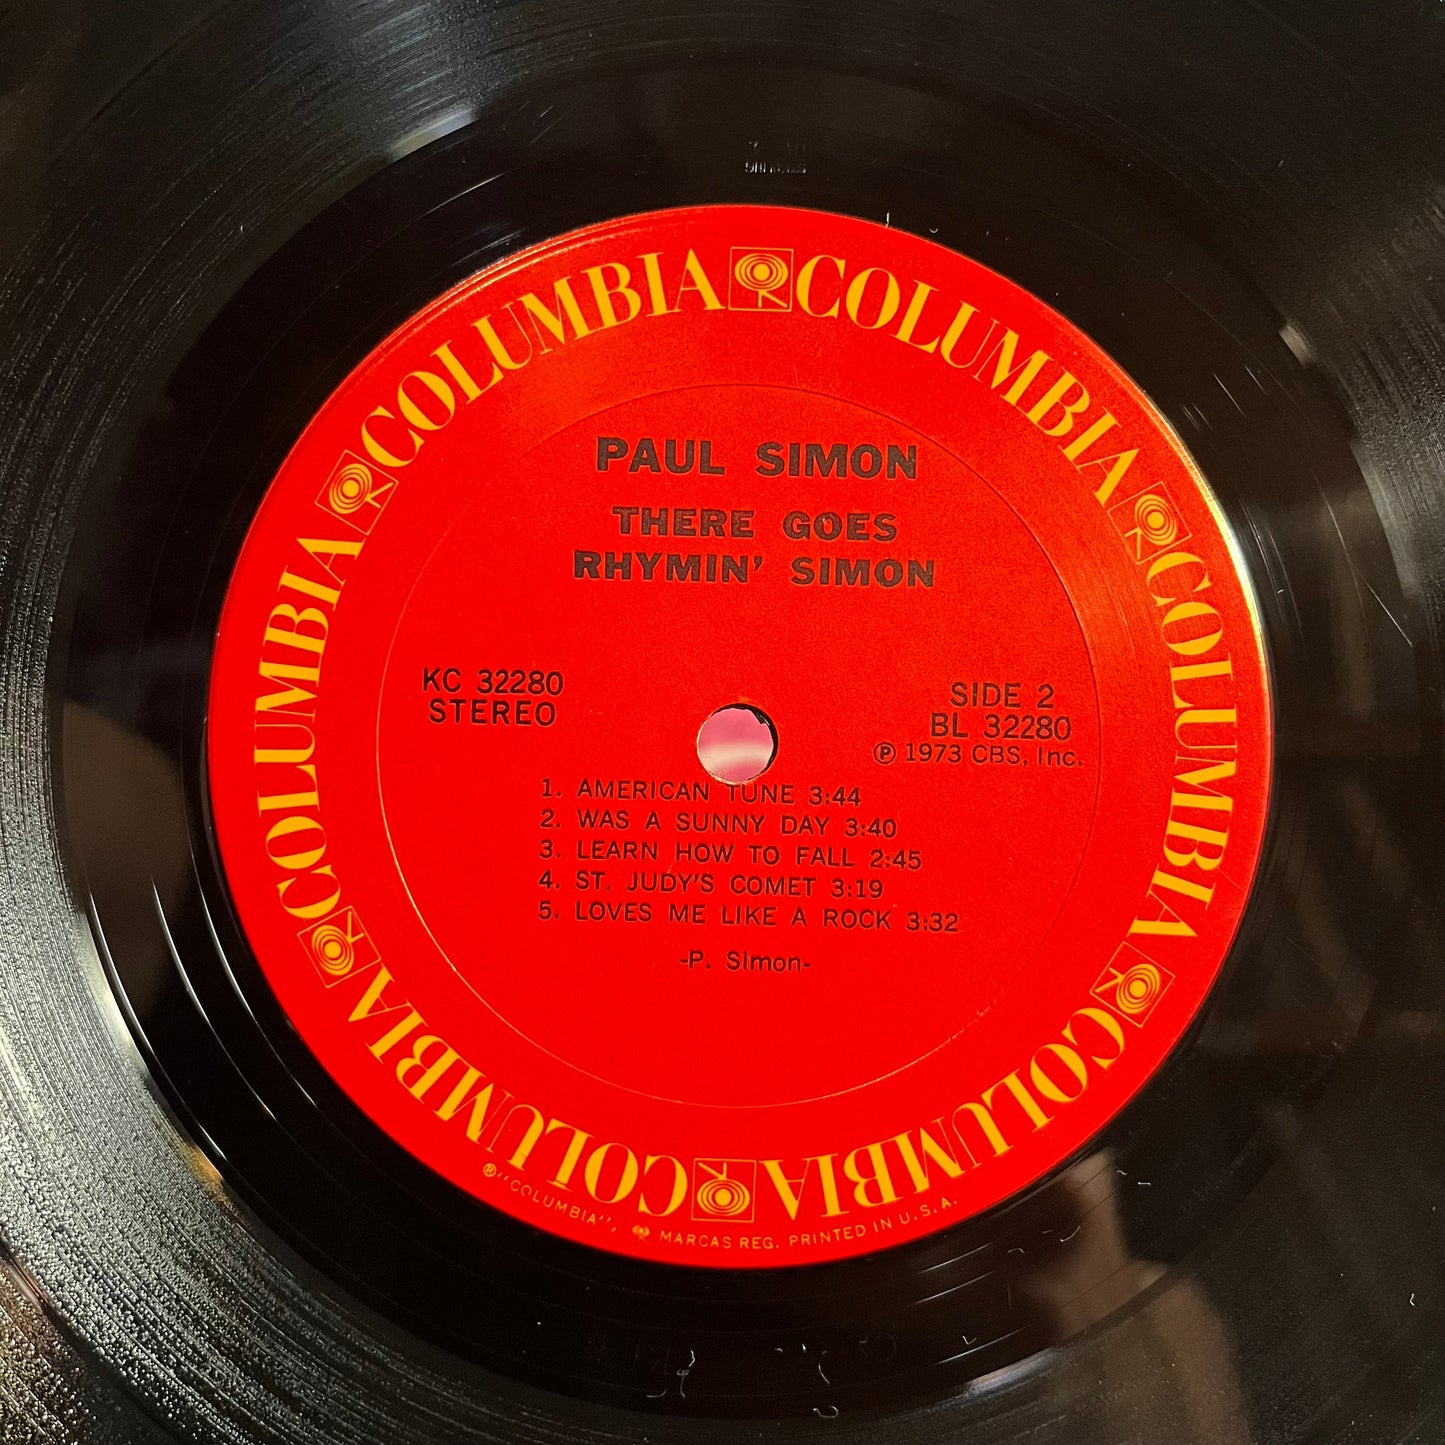 COLUMBIA COLUMBIA COLUMBIA COLUMBIA COLUMBIA COLUMBIA
PAUL SIMON
THERE GOES
RHYMIN' SIMON
KC 32280
STEREO
SIDE 2
BL 32280
Ⓟ 1973 CBS, Inc.
1. AMERICAN TUNE 3:44
2. WAS A SUNNY DAY 3:40
3. LEARN HOW TO FALL 2:45
4. ST. JUDY'S COMET 3:19
5. LOVES ME LIKE A ROCK 3:32
-P. Simon-
®"COLUMBIA", MARCAS REG. PRINTED IN U.S.A.